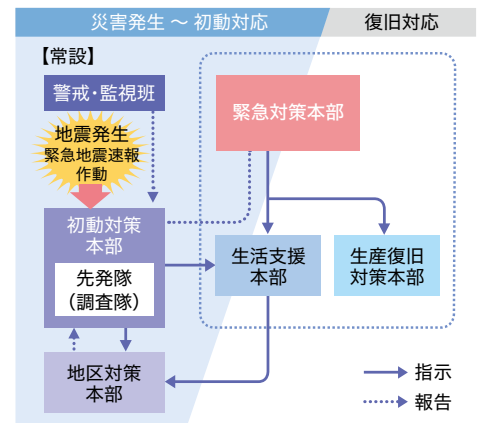 災害発生 ～ 初動対応
復旧対応
【常設】
警戒・監視班
地震発生
緊急地震速報
作動
緊急対策本部
初動対策
本部
先発隊
（調査隊）
生活支援
本部
生産復旧
対策本部
地区対策
本部
指示
報告